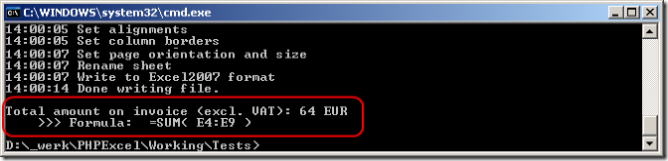 C:\WINDOWS\system32\cmd.exe
14:00:05 Set alignments
14:00:05 Set column borders
14:00:07 Set page orientation and size
14:00:07 Rename sheet
14:00:07 Write to Excel2007 format
14:00:14 Done writing file.
Total amount on invoice (excl. VAT): 64 EUR
>>> Formula: =SUM( E4:E9 )
D:\_werk\PHPExcel\Working\Tests>